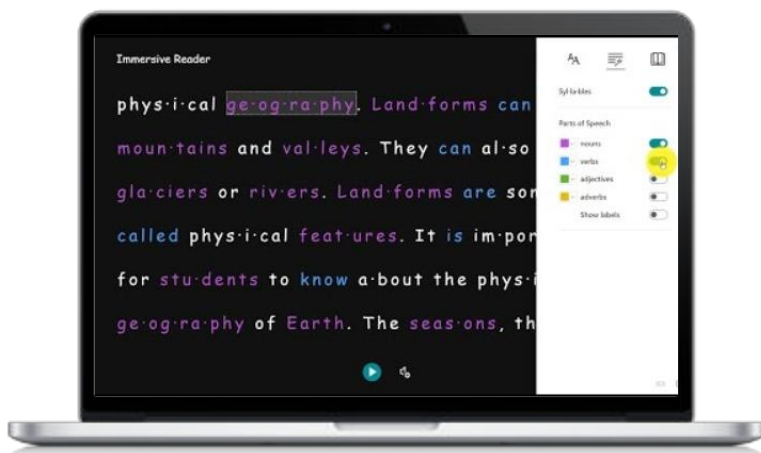 Immersive Reader
phys·i·cal ge·og·ra·phy. Land·forms can
moun·tains and val·leys. They can al·so
gla·ciers or riv·ers. Land·forms are son
called phys·i·cal feat·ures. It is im·por
for stu·dents to know a·bout the phys·i
ge·og·ra·phy of Earth. The seas·ons, th
AA
Syl·la·bles
Parts of Speech
nouns
verbs
adjectives
adverbs
Show labels